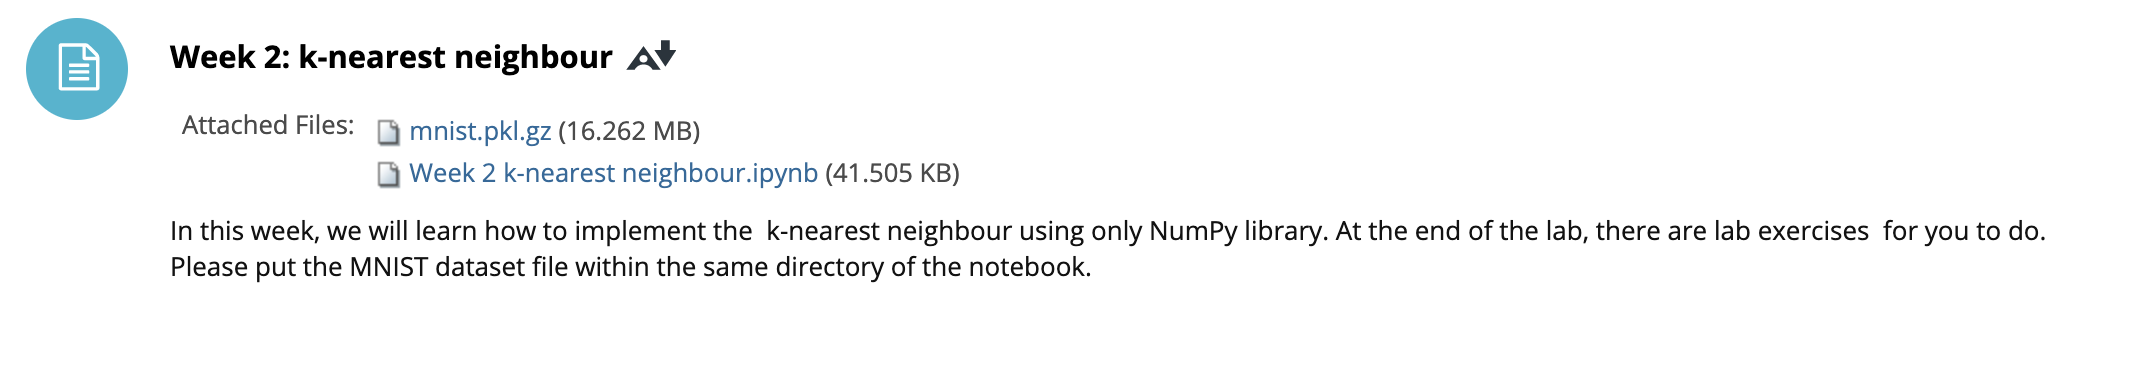 Week 2: k-nearest neighbour
Attached Files: mnist.pkl.gz (16.262 MB)
Week 2 k-nearest neighbour.ipynb (41.505 KB)
In this week, we will learn how to implement the  k-nearest neighbour using only NumPy library. At the end of the lab, there are lab exercises  for you to do.
Please put the MNIST dataset file within the same directory of the notebook.